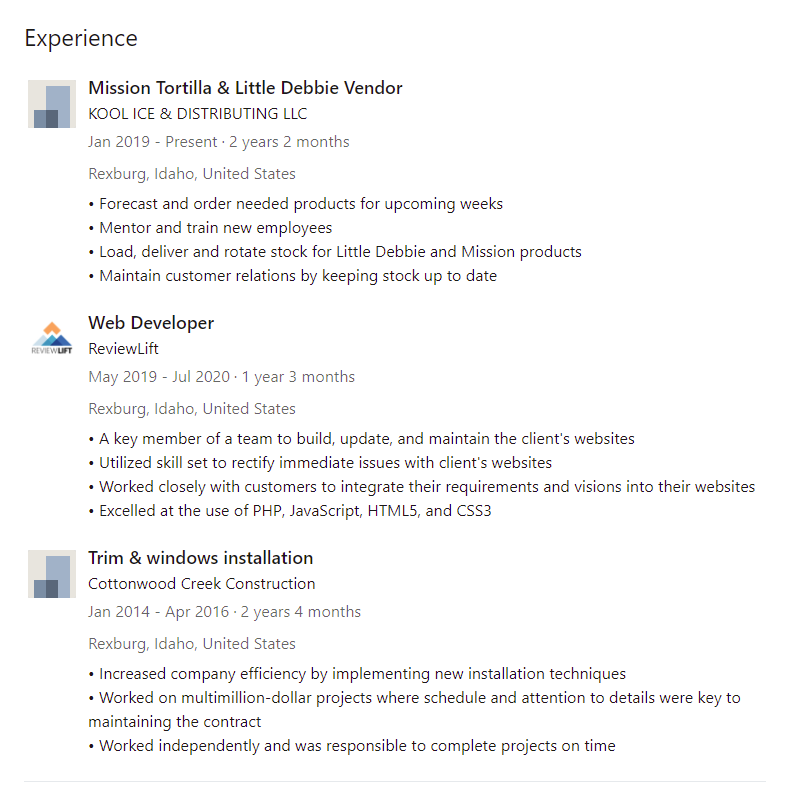 Experience
Mission Tortilla & Little Debbie Vendor
KOOL ICE & DISTRIBUTING LLC
Jan 2019 - Present · 2 years 2 months
Rexburg, Idaho, United States
• Forecast and order needed products for upcoming weeks
• Mentor and train new employees
• Load, deliver and rotate stock for Little Debbie and Mission products
• Maintain customer relations by keeping stock up to date
REVIEWLIFT
Web Developer
ReviewLift
May 2019 - Jul 2020 · 1 year 3 months
Rexburg, Idaho, United States
• A key member of a team to build, update, and maintain the client's websites
• Utilized skill set to rectify immediate issues with client's websites
• Worked closely with customers to integrate their requirements and visions into their websites
• Excelled at the use of PHP, JavaScript, HTML5, and CSS3
Trim & windows installation
Cottonwood Creek Construction
Jan 2014 - Apr 2016 · 2 years 4 months
Rexburg, Idaho, United States
• Increased company efficiency by implementing new installation techniques
• Worked on multimillion-dollar projects where schedule and attention to details were key to
maintaining the contract
• Worked independently and was responsible to complete projects on time